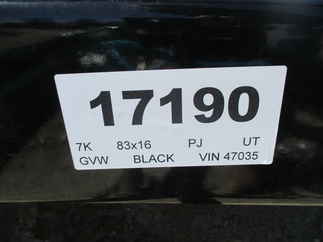 17190
7K 83x16 PJ UT
GVW BLACK VIN 47035